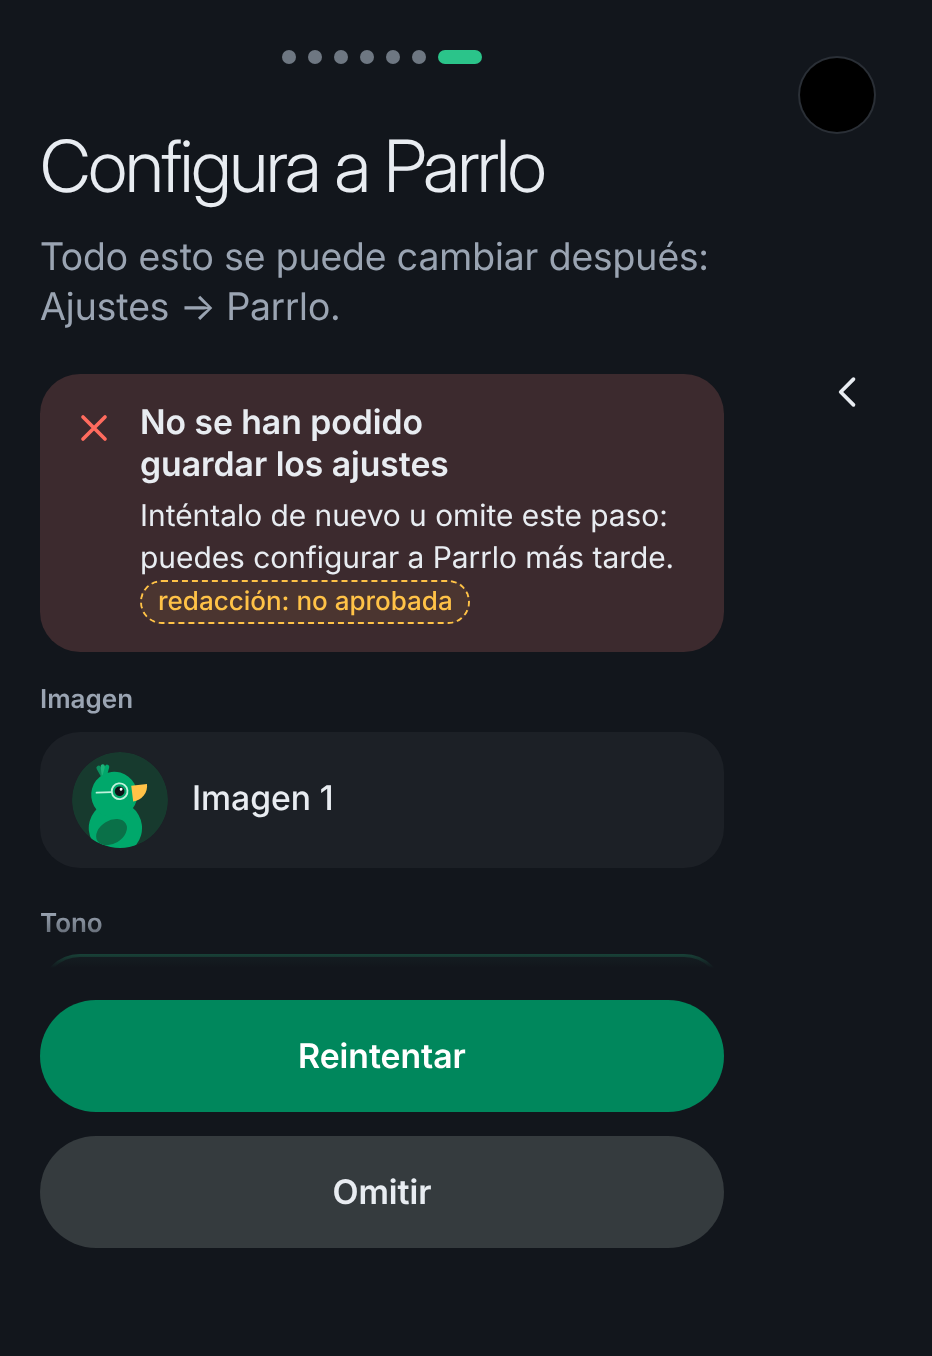 Configura a Parrlo
Todo esto se puede cambiar después:
Ajustes → Parrlo.
No se han podido
guardar los ajustes
Inténtalo de nuevo u omite este paso:
puedes configurar a Parrlo más tarde.
redacción: no aprobada
Imagen
Imagen 1
Tono
Reintentar
Omitir